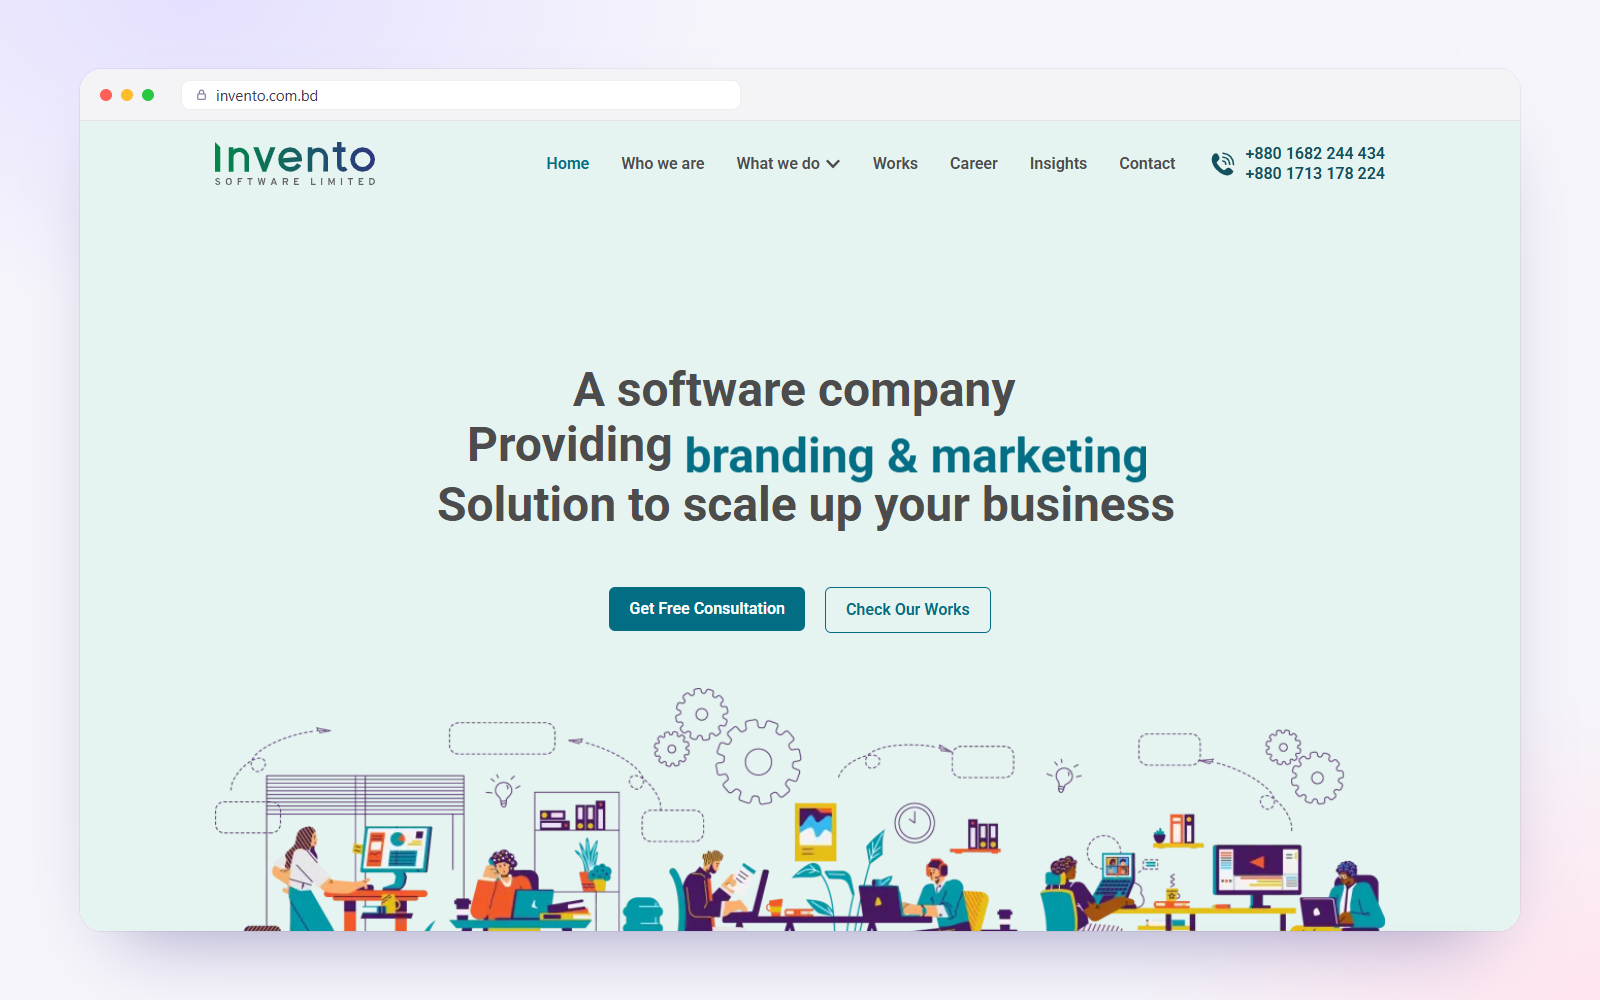 invento.com.bd
Invento
SOFTWARE LIMITED
Home
Who we are
What we do
Works
Career
Insights
Contact
+880 1682 244 434
+880 1713 178 224
A software company
Providing branding & marketing
Solution to scale up your business
Get Free Consultation
Check Our Works